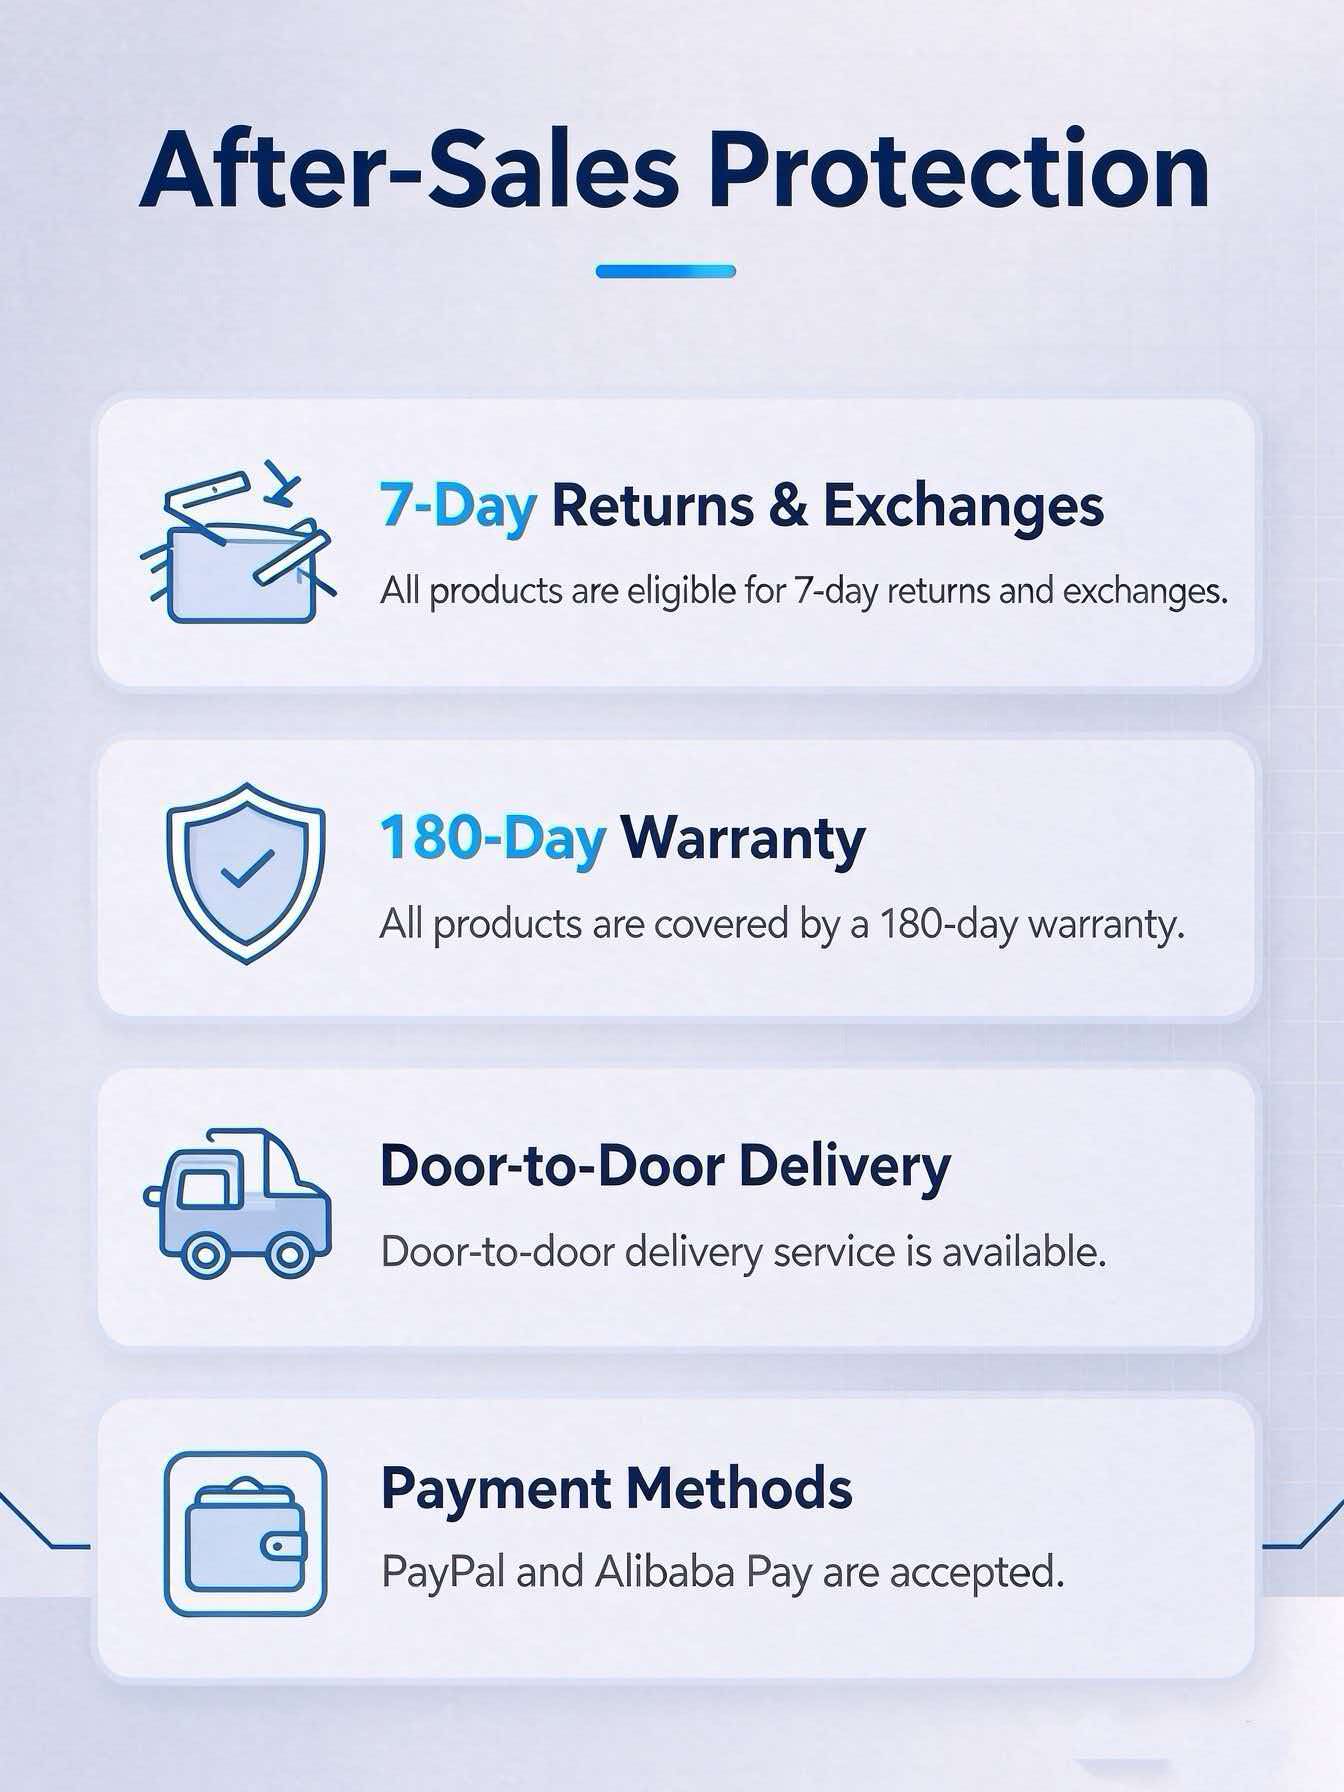 After-Sales Protection
7-Day Returns & Exchanges
All products are eligible for 7-day returns and exchanges.
180-Day Warranty
All products are covered by a 180-day warranty.
Door-to-Door Delivery
Door-to-door delivery service is available.
Payment Methods
PayPal and Alibaba Pay are accepted.